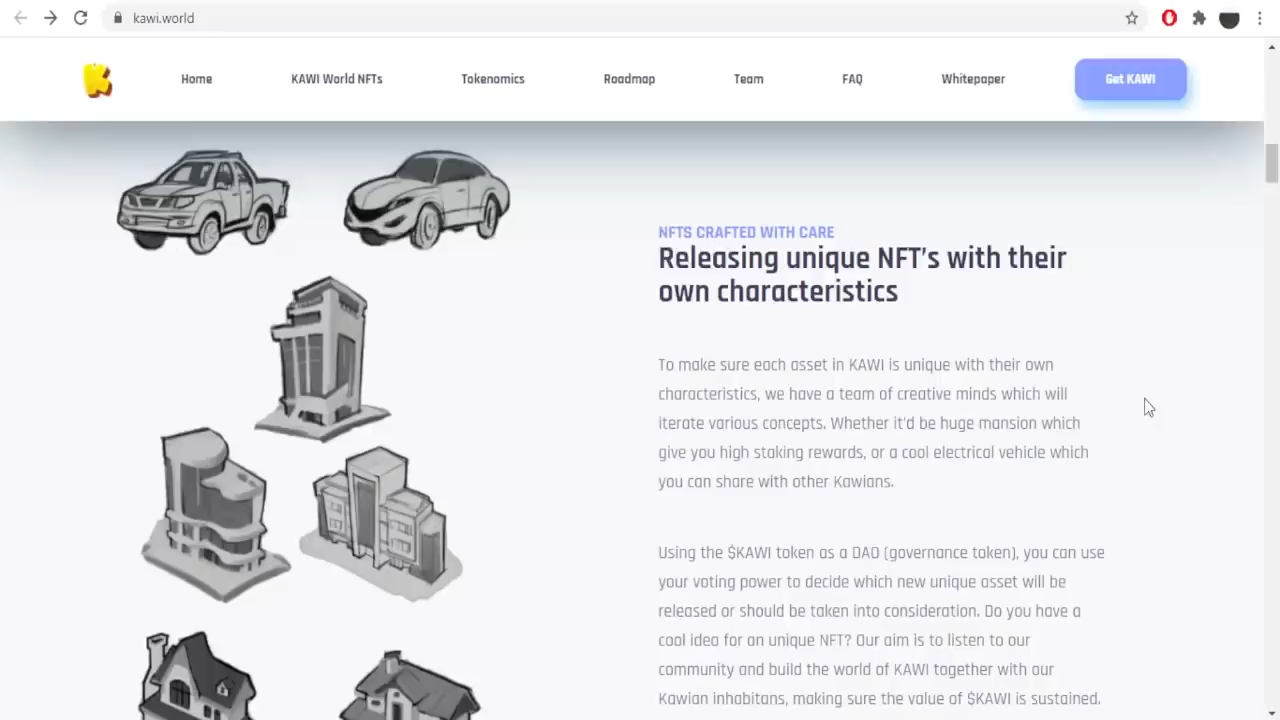 kawi.world
K
Home KAWI World NFTs Tokenomics Roadmap Team FAQ Whitepaper Get KAWI
NFTS CRAFTED WITH CARE
Releasing unique NFT's with their
own characteristics
To make sure each asset in KAWI is unique with their own
characteristics, we have a team of creative minds which will
iterate various concepts. Whether it'd be huge mansion which
give you high staking rewards, or a cool electrical vehicle which
you can share with other Kawians.
Using the $KAWI token as a DAO (governance token), you can use
your voting power to decide which new unique asset will be
released or should be taken into consideration. Do you have a
cool idea for an unique NFT? Our aim is to listen to our
community and build the world of KAWI together with our
Kawian inhabitans, making sure the value of $KAWI is sustained.